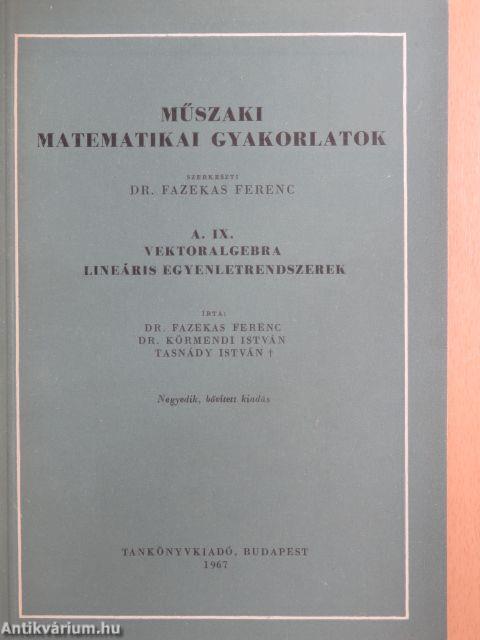 MŰSZAKI
MATEMATIKAI GYAKORLATOK
SZERKESZTI
DR. FAZEKAS FERENC
A. IX.
VEKTORALGEBRA
LINEÁRIS EGYENLETRENDSZEREK
ÍRTA:
DR. FAZEKAS FERENC
DR. KÖRMENDI ISTVÁN
TASNÁDY ISTVÁN †
Negyedik, bővített kiadás
TANKÖNYVKIADÓ, BUDAPEST
1967
Antikvárium.hu